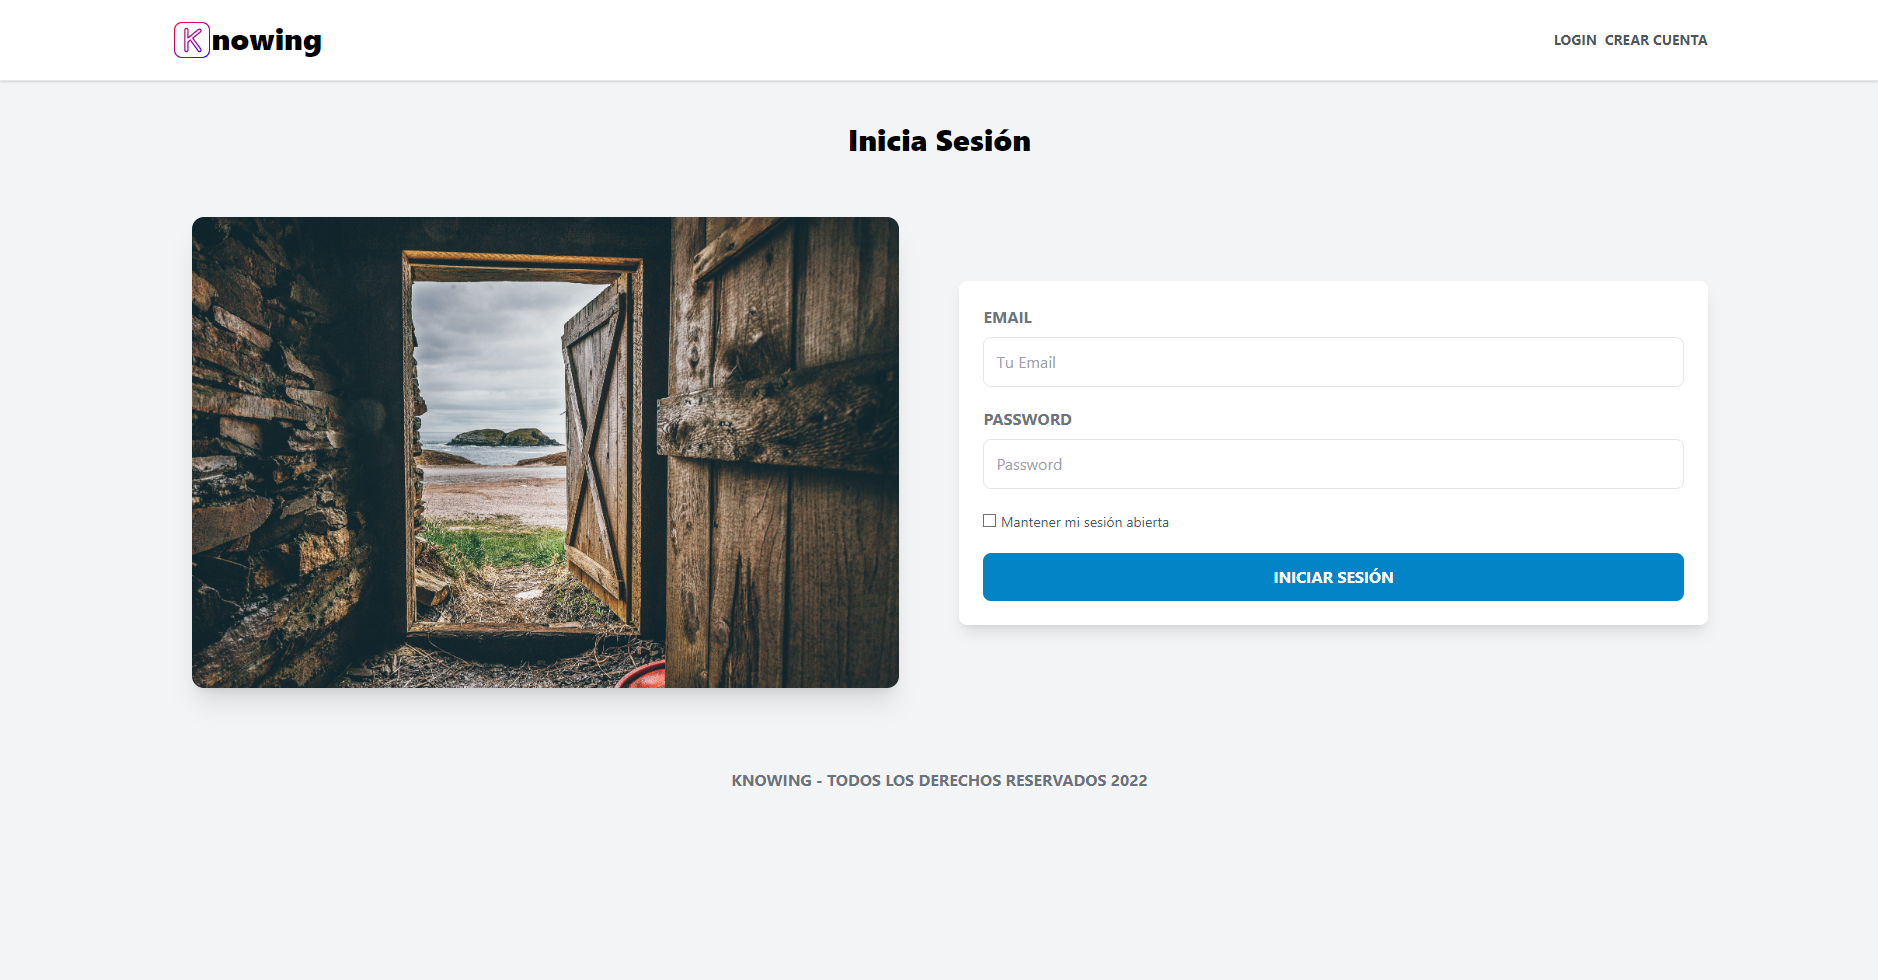 Knowing
LOGIN CREAR CUENTA
Inicia Sesión
EMAIL
Tu Email
PASSWORD
Password
Mantener mi sesión abierta
INICIAR SESIÓN
KNOWING - TODOS LOS DERECHOS RESERVADOS 2022